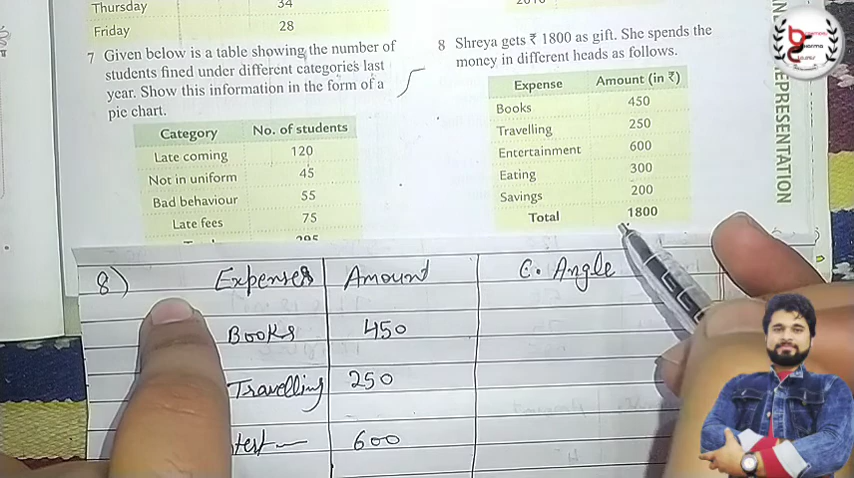 Thursday 34
Friday 28
7 Given below is a table showing the number of
students fined under different categories last
year. Show this information in the form of a
pie chart.
Category No. of students
Late coming 120
Not in uniform 45
Bad behaviour 55
Late fees 75
295
8 Shreya gets ₹ 1800 as gift. She spends the
money in different heads as follows.
Expense Amount (in ₹)
Books 450
Travelling 250
Entertainment 600
Eating 300
Savings 200
Total 1800
REPRESENTATION
8) Expenses Amount C. Angle
Books 450
Travelling 250
600